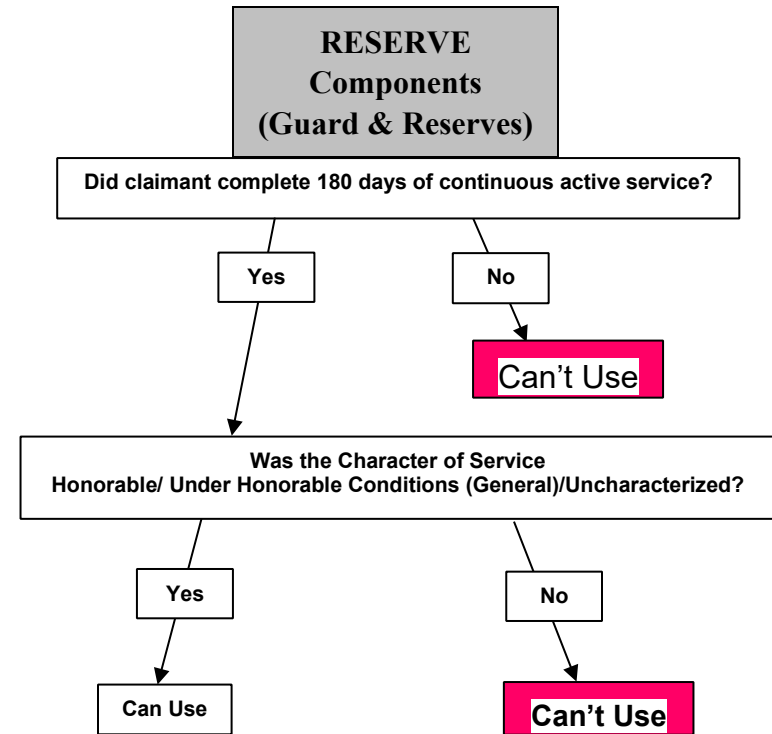 RESERVE
Components
(Guard & Reserves)
Did claimant complete 180 days of continuous active service?
Yes
No
Can’t Use
Was the Character of Service
Honorable/ Under Honorable Conditions (General)/Uncharacterized?
Yes
No
Can Use
Can’t Use